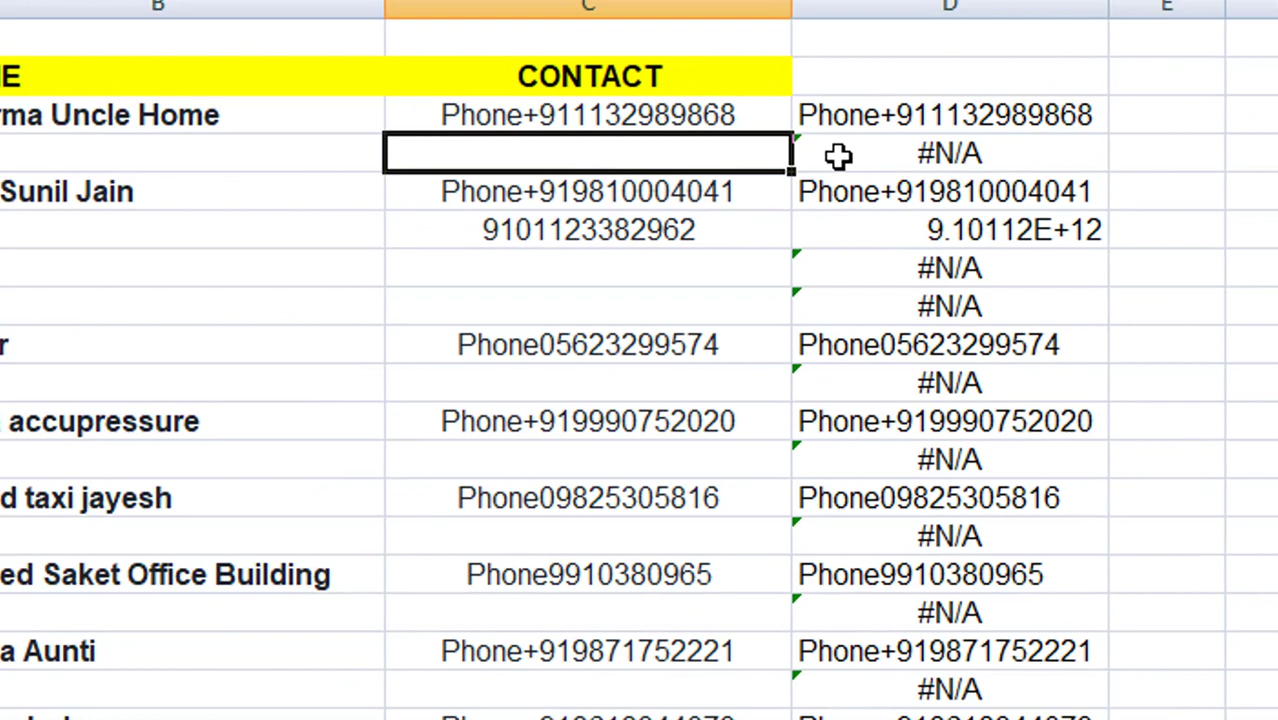 B C D E
E CONTACT
rma Uncle Home Phone+911132989868 Phone+911132989868
#N/A
Sunil Jain Phone+919810004041 Phone+919810004041
9101123382962 9.10112E+12
#N/A
#N/A
r Phone05623299574 Phone05623299574
#N/A
accupressure Phone+919990752020 Phone+919990752020
#N/A
d taxi jayesh Phone09825305816 Phone09825305816
#N/A
ed Saket Office Building Phone9910380965 Phone9910380965
#N/A
a Aunti Phone+919871752221 Phone+919871752221
#N/A